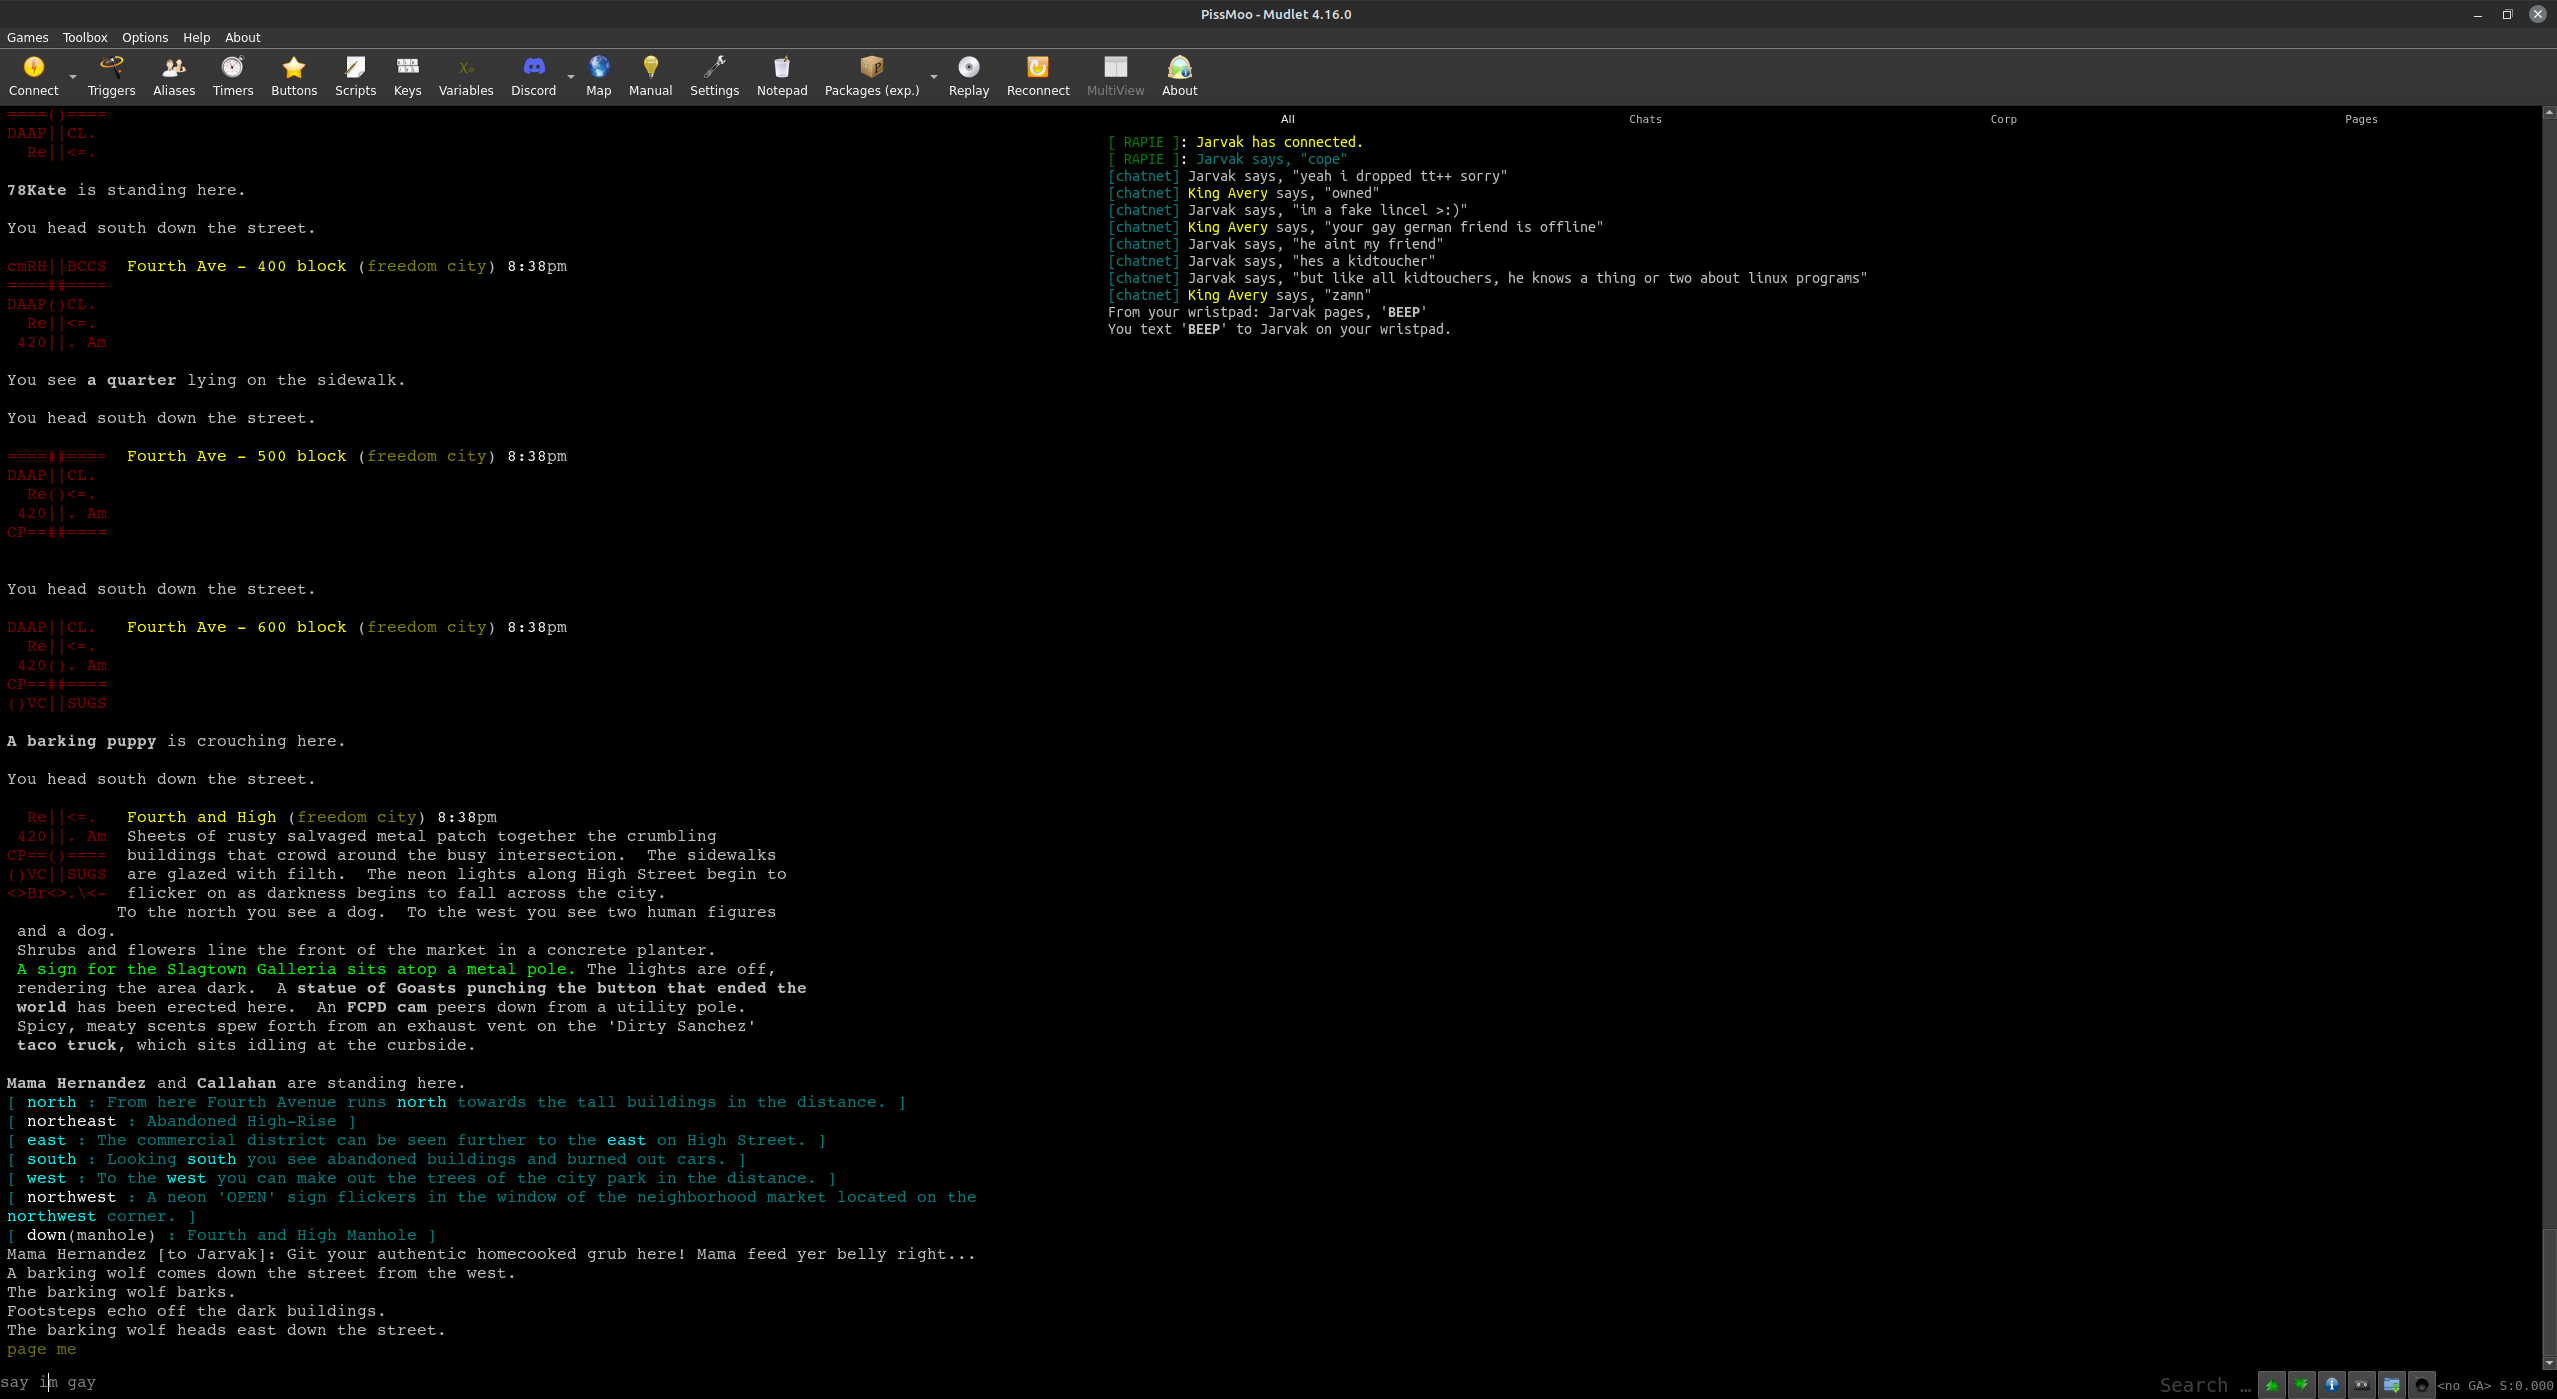 PissMoo - Mudlet 4.16.0
Games Toolbox Options Help About
Connect Triggers Aliases Timers Buttons Scripts Keys Variables Discord Map Manual Settings Notepad Packages (exp.) Replay Reconnect MultiView About
====()====
DAAP||CL.
Re||<=.
78Kate is standing here.
You head south down the street.
cmRH||BCCS Fourth Ave - 400 block (freedom city) 8:38pm
====##====
DAAP()CL.
Re||<=.
420||. Am
You see a quarter lying on the sidewalk.
You head south down the street.
====##==== Fourth Ave - 500 block (freedom city) 8:38pm
DAAP||CL.
Re()<=.
420||. Am
CP==##====
You head south down the street.
DAAP||CL. Fourth Ave - 600 block (freedom city) 8:38pm
Re||<=.
420(). Am
CP==##====
()VC||SUGS
A barking puppy is crouching here.
You head south down the street.
Re||<=. Fourth and High (freedom city) 8:38pm
420||. Am Sheets of rusty salvaged metal patch together the crumbling
CP==()==== buildings that crowd around the busy intersection. The sidewalks
()VC||SUGS are glazed with filth. The neon lights along High Street begin to
<>Br<>.\<- flicker on as darkness begins to fall across the city.
To the north you see a dog. To the west you see two human figures
and a dog.
Shrubs and flowers line the front of the market in a concrete planter.
A sign for the Slagtown Galleria sits atop a metal pole. The lights are off,
rendering the area dark. A statue of Goasts punching the button that ended the
world has been erected here. An FCPD cam peers down from a utility pole.
Spicy, meaty scents spew forth from an exhaust vent on the 'Dirty Sanchez'
taco truck, which sits idling at the curbside.
Mama Hernandez and Callahan are standing here.
[ north : From here Fourth Avenue runs north towards the tall buildings in the distance. ]
[ northeast : Abandoned High-Rise ]
[ east : The commercial district can be seen further to the east on High Street. ]
[ south : Looking south you see abandoned buildings and burned out cars. ]
[ west : To the west you can make out the trees of the city park in the distance. ]
[ northwest : A neon 'OPEN' sign flickers in the window of the neighborhood market located on the
northwest corner. ]
[ down(manhole) : Fourth and High Manhole ]
Mama Hernandez [to Jarvak]: Git your authentic homecooked grub here! Mama feed yer belly right...
A barking wolf comes down the street from the west.
The barking wolf barks.
Footsteps echo off the dark buildings.
The barking wolf heads east down the street.
page me
say im gay
All Chats Corp Pages
[ RAPIE ]: Jarvak has connected.
[ RAPIE ]: Jarvak says, "cope"
[chatnet] Jarvak says, "yeah i dropped tt++ sorry"
[chatnet] King Avery says, "owned"
[chatnet] Jarvak says, "im a fake lincel >:)"
[chatnet] King Avery says, "your gay german friend is offline"
[chatnet] Jarvak says, "he aint my friend"
[chatnet] Jarvak says, "hes a kidtoucher"
[chatnet] Jarvak says, "but like all kidtouchers, he knows a thing or two about linux programs"
[chatnet] King Avery says, "zamn"
From your wristpad: Jarvak pages, 'BEEP'
You text 'BEEP' to Jarvak on your wristpad.
Search ... <no GA> S:0.000